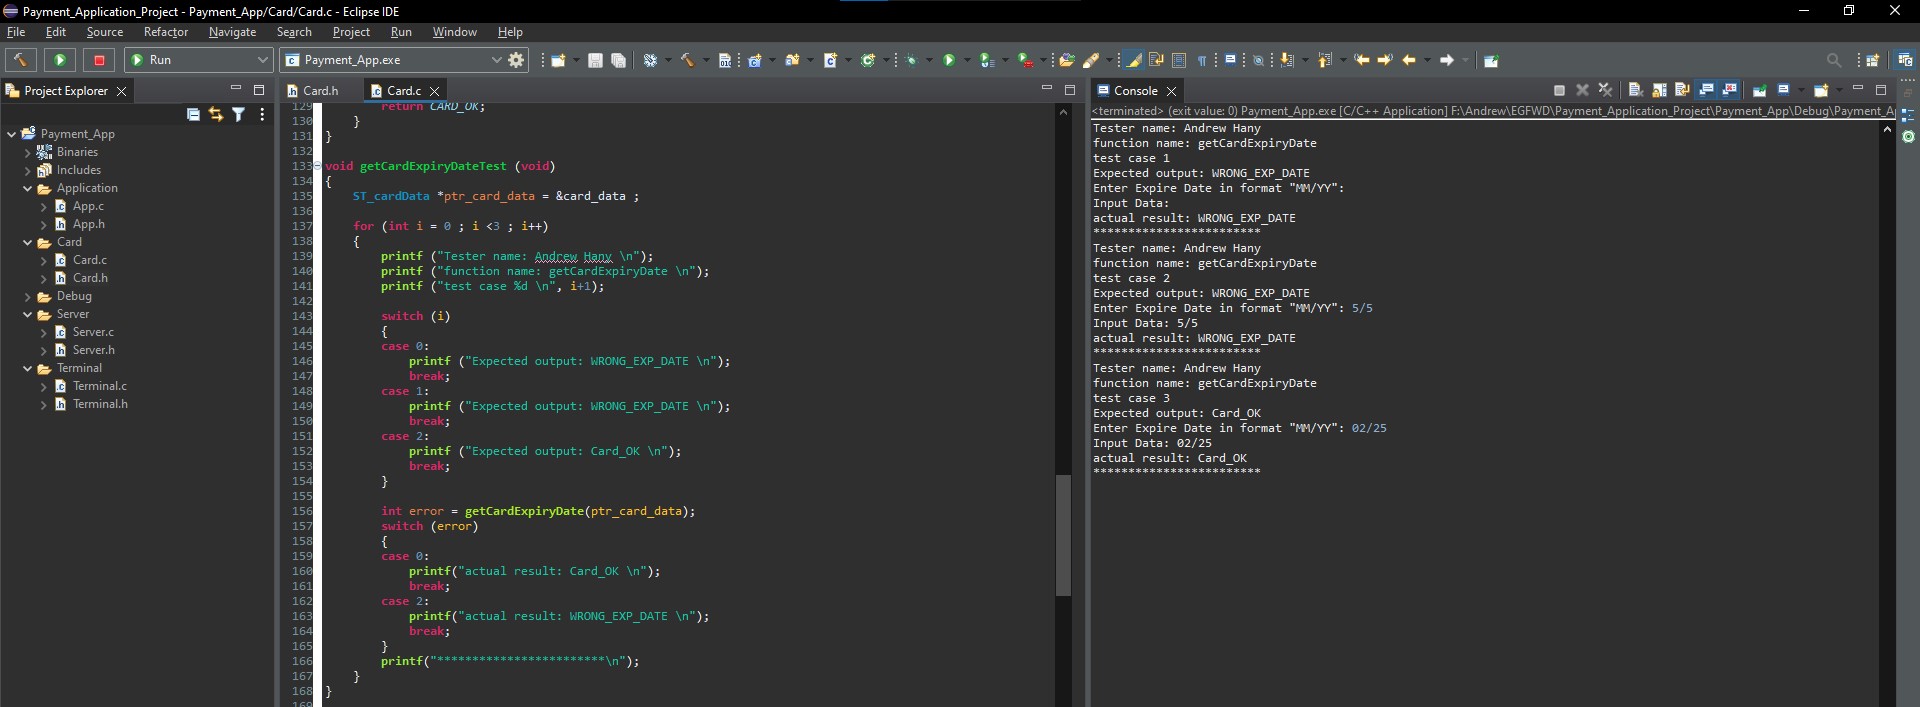 Payment_Application_Project - Payment_App/Card/Card.c - Eclipse IDE
File Edit Source Refactor Navigate Search Project Run Window Help
Run
Payment_App.exe
Project Explorer
Payment_App
Binaries
Includes
Application
App.c
App.h
Card
Card.c
Card.h
Debug
Server
Server.c
Server.h
Terminal
Terminal.c
Terminal.h
Card.h
Card.c
129 return CARD_OK;
130 }
131 }
132
133 void getCardExpiryDateTest (void)
134 {
135 ST_cardData *ptr_card_data = &card_data ;
136
137 for (int i = 0 ; i <3 ; i++)
138 {
139 printf ("Tester name: Andrew Hany \n");
140 printf ("function name: getCardExpiryDate \n");
141 printf ("test case %d \n", i+1);
142
143 switch (i)
144 {
145 case 0:
146 printf ("Expected output: WRONG_EXP_DATE \n");
147 break;
148 case 1:
149 printf ("Expected output: WRONG_EXP_DATE \n");
150 break;
151 case 2:
152 printf ("Expected output: Card_OK \n");
153 break;
154 }
155
156 int error = getCardExpiryDate(ptr_card_data);
157 switch (error)
158 {
159 case 0:
160 printf("actual result: Card_OK \n");
161 break;
162 case 2:
163 printf("actual result: WRONG_EXP_DATE \n");
164 break;
165 }
166 printf("************************\n");
167 }
168 }
169
Console
<terminated> (exit value: 0) Payment_App.exe [C/C++ Application] F:\Andrew\EGFWD\Payment_Application_Project\Payment_App\Debug\Payment_A
Tester name: Andrew Hany
function name: getCardExpiryDate
test case 1
Expected output: WRONG_EXP_DATE
Enter Expire Date in format "MM/YY":
Input Data:
actual result: WRONG_EXP_DATE
************************
Tester name: Andrew Hany
function name: getCardExpiryDate
test case 2
Expected output: WRONG_EXP_DATE
Enter Expire Date in format "MM/YY": 5/5
Input Data: 5/5
actual result: WRONG_EXP_DATE
************************
Tester name: Andrew Hany
function name: getCardExpiryDate
test case 3
Expected output: Card_OK
Enter Expire Date in format "MM/YY": 02/25
Input Data: 02/25
actual result: Card_OK
************************